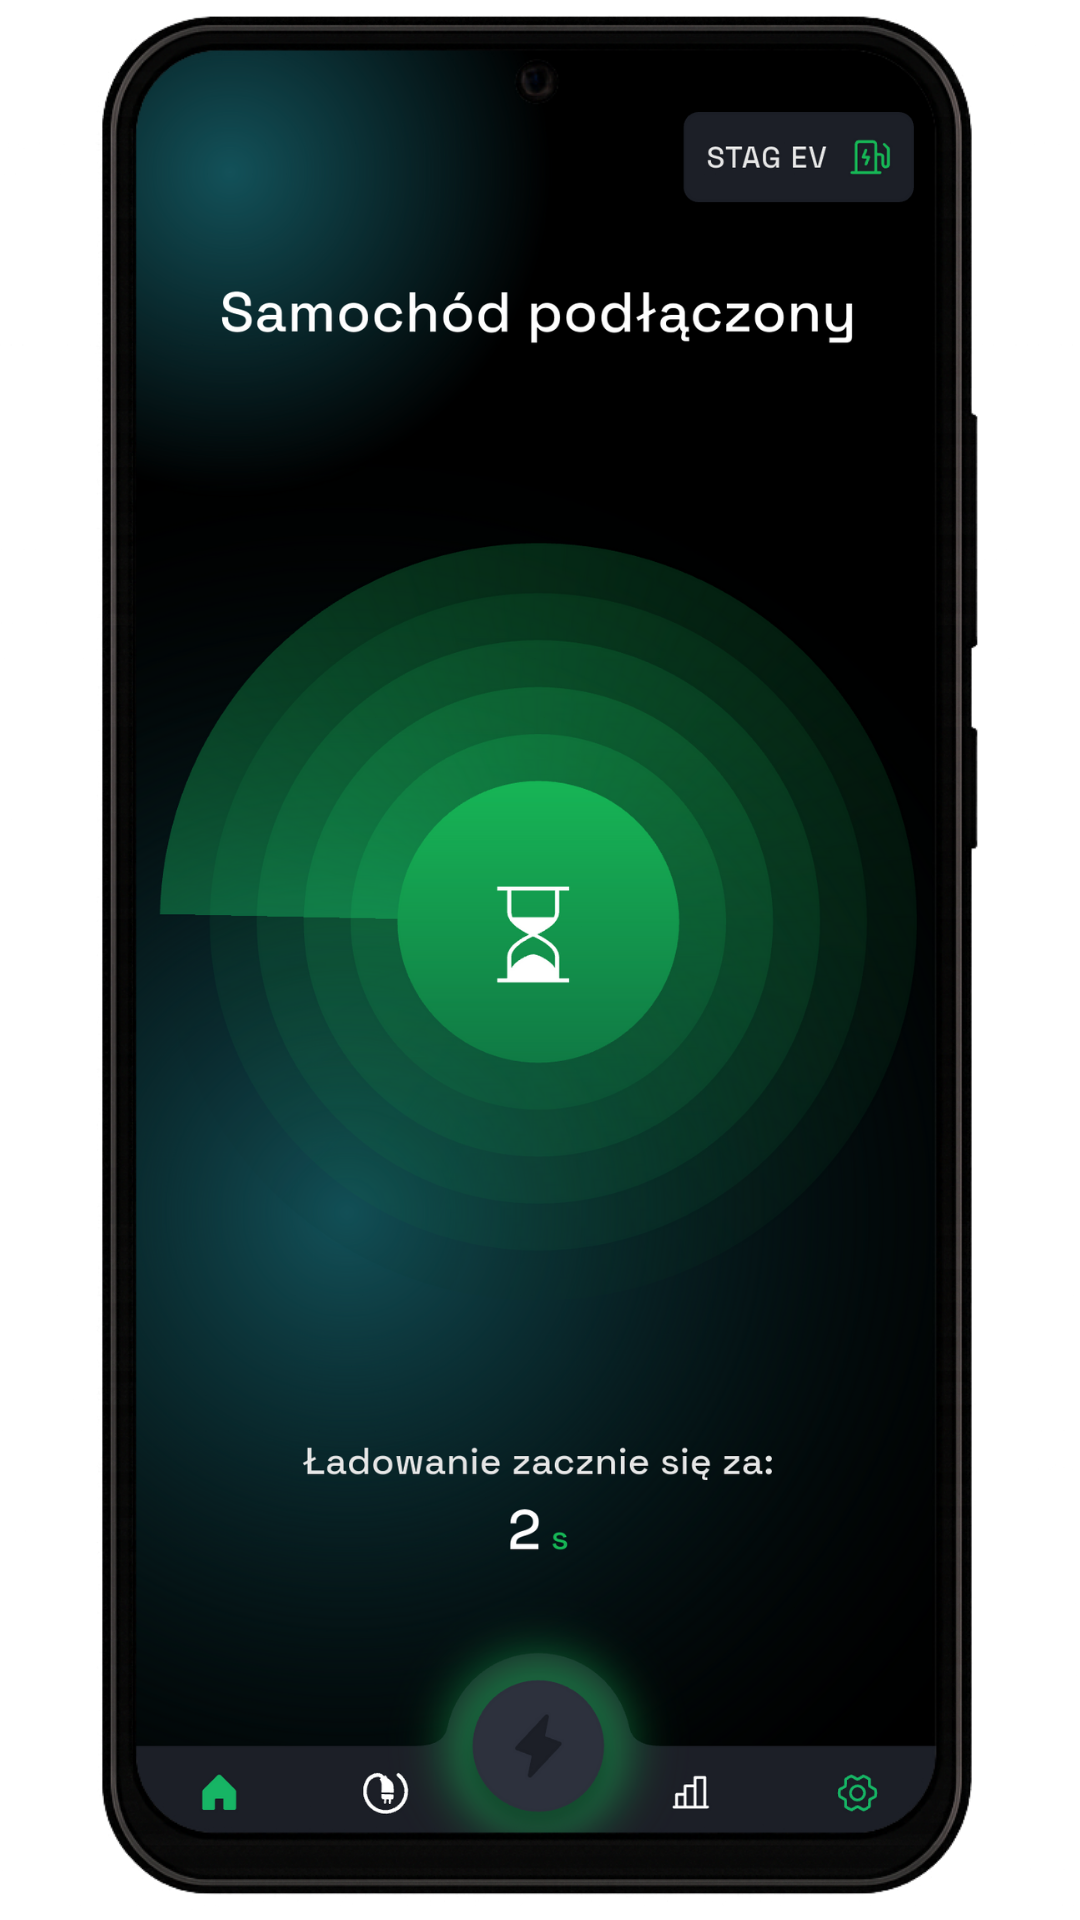 STAG EV
Samochód podłączony
Ładowanie zacznie się za:
2 s